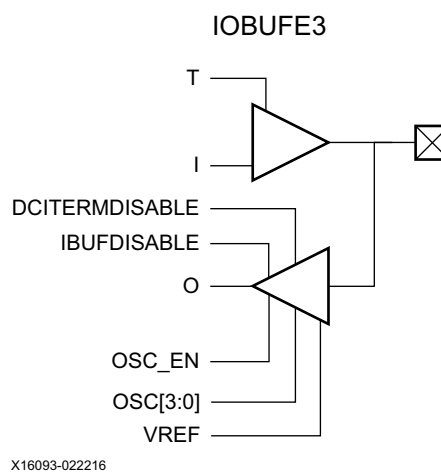 IOBUFE3
T
I
DCITERMDISABLE
IBUFDISABLE
O
OSC_EN
OSC[3:0]
VREF
X16093-022216